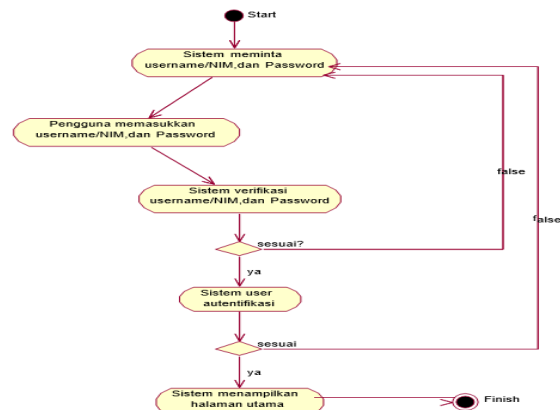 Start
Sistem meminta
username/NIM,dan Password
Pengguna memasukkan
username/NIM,dan Password
false
Sistem verifikasi
username/NIM,dan Password
false
sesuai?
ya
Sistem user
autentifikasi
sesuai
ya
Sistem menampilkan
halaman utama
Finish